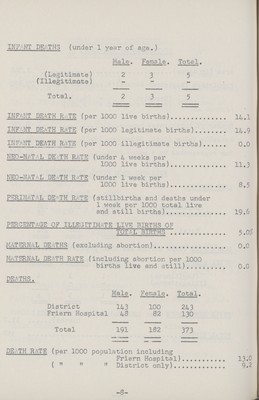 INFANT DEATHS (under 1 year of age.)
Male. Female. Total.
(Legitimate) 2 3 5
(Illegitimate) - - -
Total. 2 3 5
INFANT DEATH RATE (per 1000 live births).............. 14.1
INFANT DEATH RATE (per 1000 legitimate births)........ 14.9
INFANT DEATH RATE (per 1000 illegitimate births)...... 0.0
NEO-NATAL DEATH RATE (under 4 weeks per
1000 live births)............... 11.3
NEO-NATAL DEATH RATE (under 1 week per
1000 live births)............... 8.5
PERINATAL DEATH RATE (stillbirths and deaths under
1 week per 1000 total live
and still births)............... 19.6
PERCENTAGE OF ILLEGITIMATE LIVE BIRTHS OF
TOTAL BIRTHS .............. 5.08
MATERNAL DEATHS (excluding abortion).................. 0.0
MATERNAL DEATH RATE (including abortion per 1000
births live and still).......... 0.0
DEATHS.
Male. Female. Total.
District 143 100 243
Friern Hospital 48 82 130
Total 191 182 373
DEATH RATE (per 1000 population including
Friern Hospital)........... 13.0
( " " " District only)............. 9.2
-8-